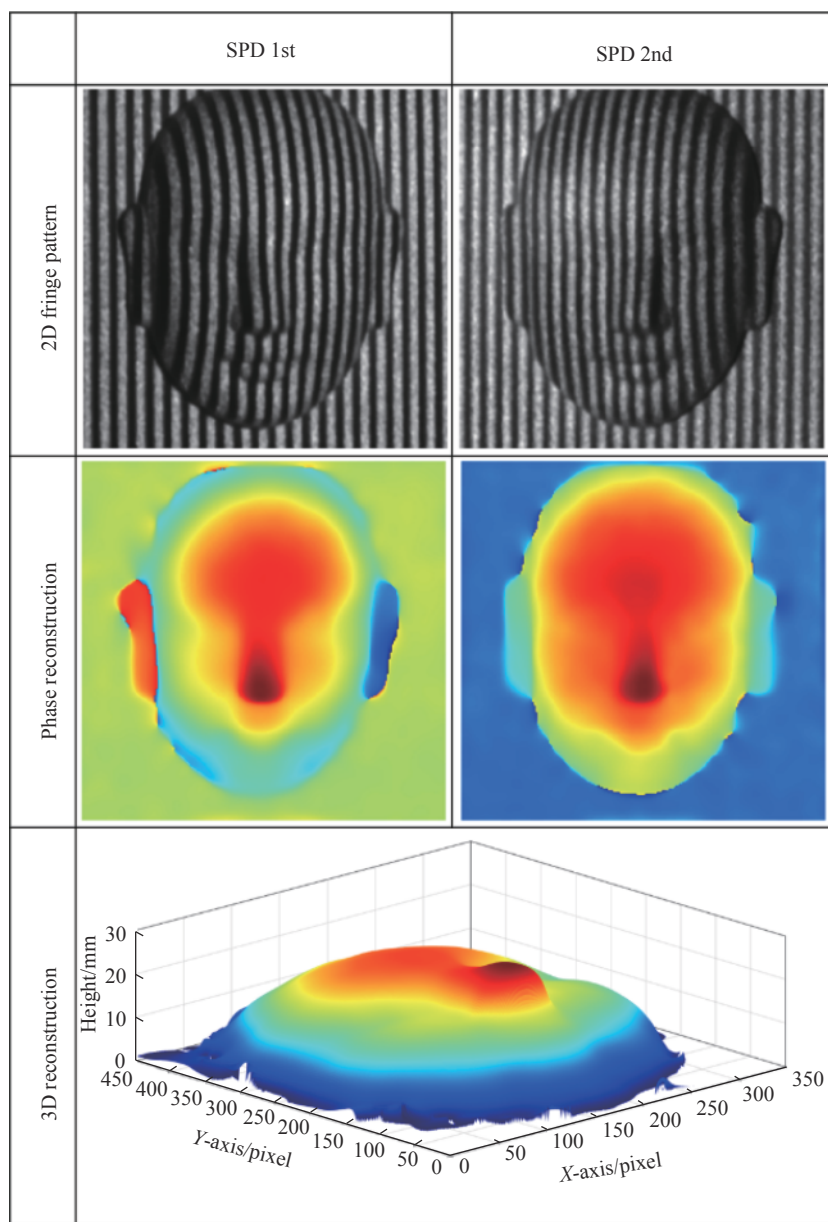 SPD 1st
SPD 2nd
2D fringe pattern
Phase reconstruction
3D reconstruction
Height/mm
30
20
10
0
450
400
350
300
250
200
150
100
50
0
Y-axis/pixel
0
50
100
150
200
250
300
350
X-axis/pixel